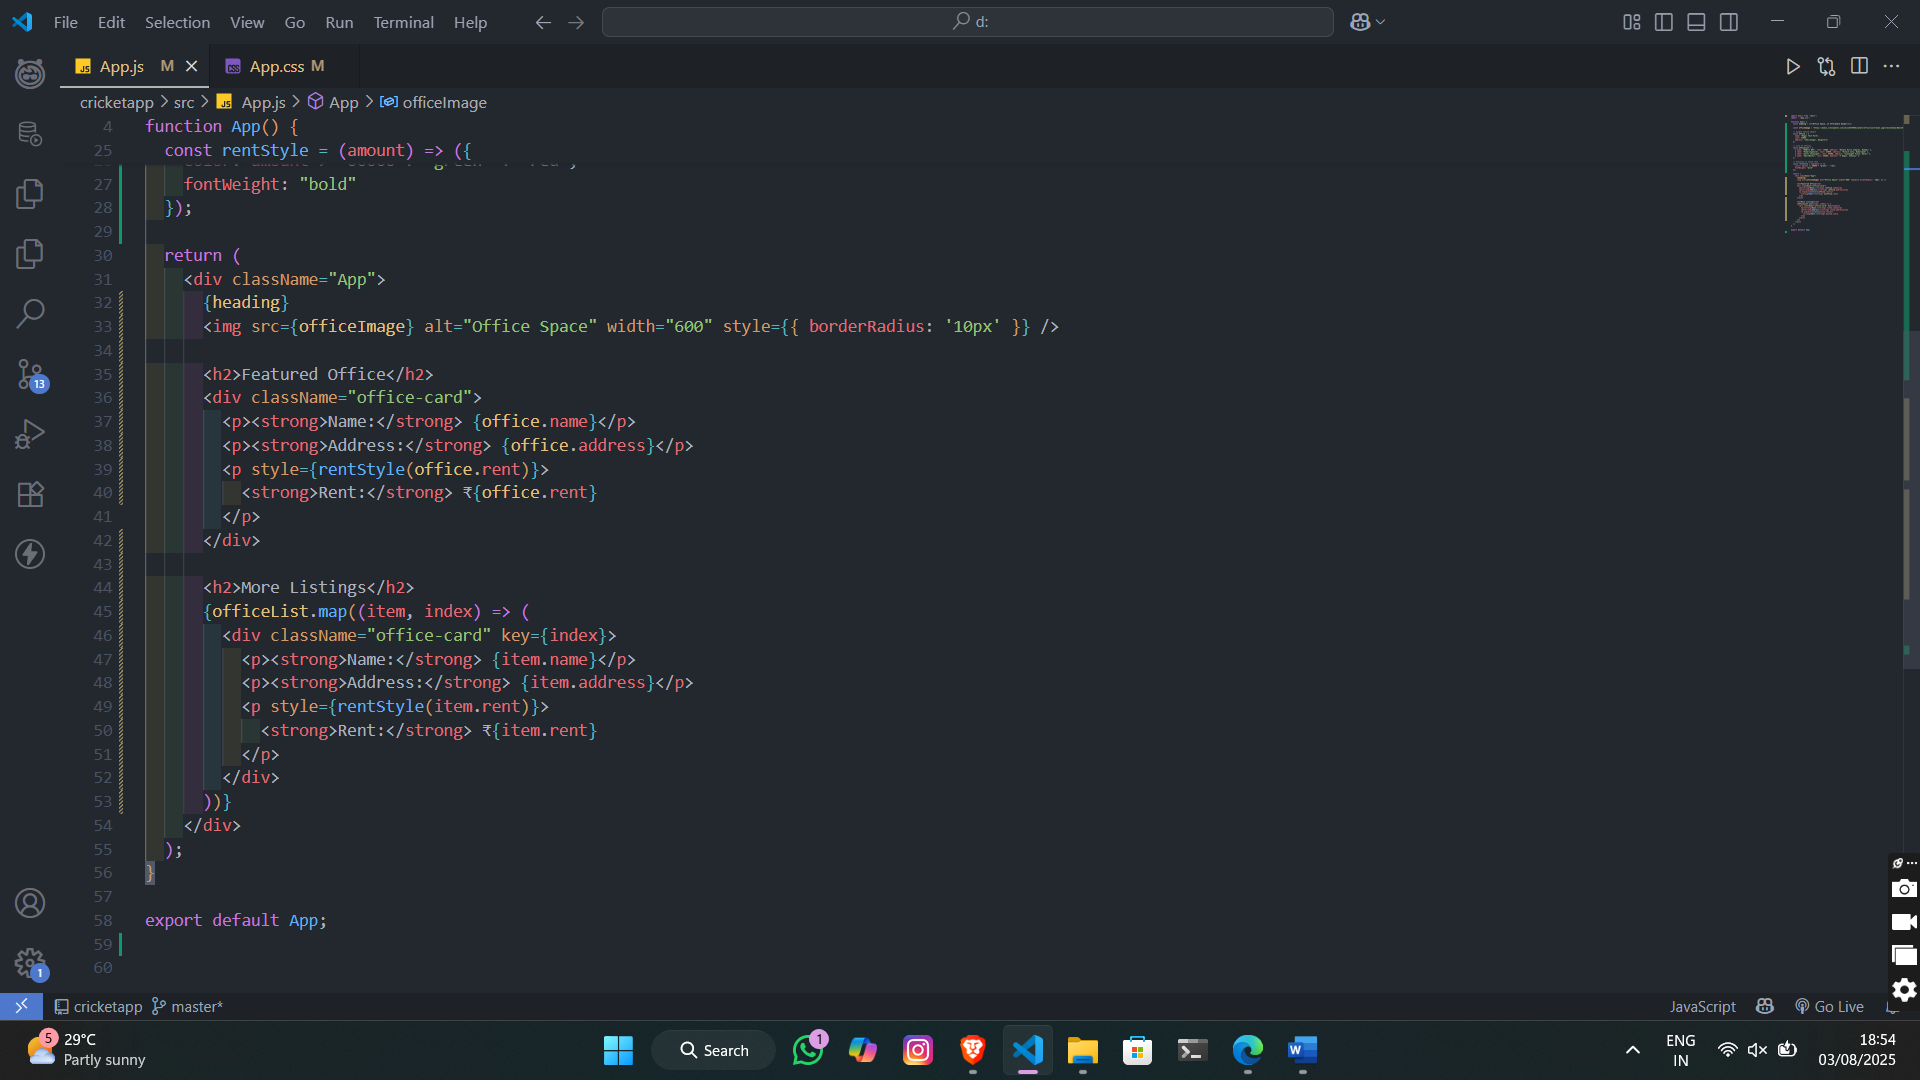 File Edit Selection View Go Run Terminal Help
d:
App.js M
App.css M
cricketapp > src > App.js > App > officeImage
4 function App() {
25 const rentStyle = (amount) => ({
27 fontWeight: "bold"
28 });
29
30 return (
31 <div className="App">
32 {heading}
33 <img src={officeImage} alt="Office Space" width="600" style={{ borderRadius: '10px' }} />
34
35 <h2>Featured Office</h2>
36 <div className="office-card">
37 <p><strong>Name:</strong> {office.name}</p>
38 <p><strong>Address:</strong> {office.address}</p>
39 <p style={rentStyle(office.rent)}>
40 <strong>Rent:</strong> ₹{office.rent}
41 </p>
42 </div>
43
44 <h2>More Listings</h2>
45 {officeList.map((item, index) => (
46 <div className="office-card" key={index}>
47 <p><strong>Name:</strong> {item.name}</p>
48 <p><strong>Address:</strong> {item.address}</p>
49 <p style={rentStyle(item.rent)}>
50 <strong>Rent:</strong> ₹{item.rent}
51 </p>
52 </div>
53 ))}
54 </div>
55 );
56 }
57
58 export default App;
59
60
13
1
cricketapp master* JavaScript Go Live
5 29°C
Partly sunny
Search
1
ENG
IN
18:54
03/08/2025